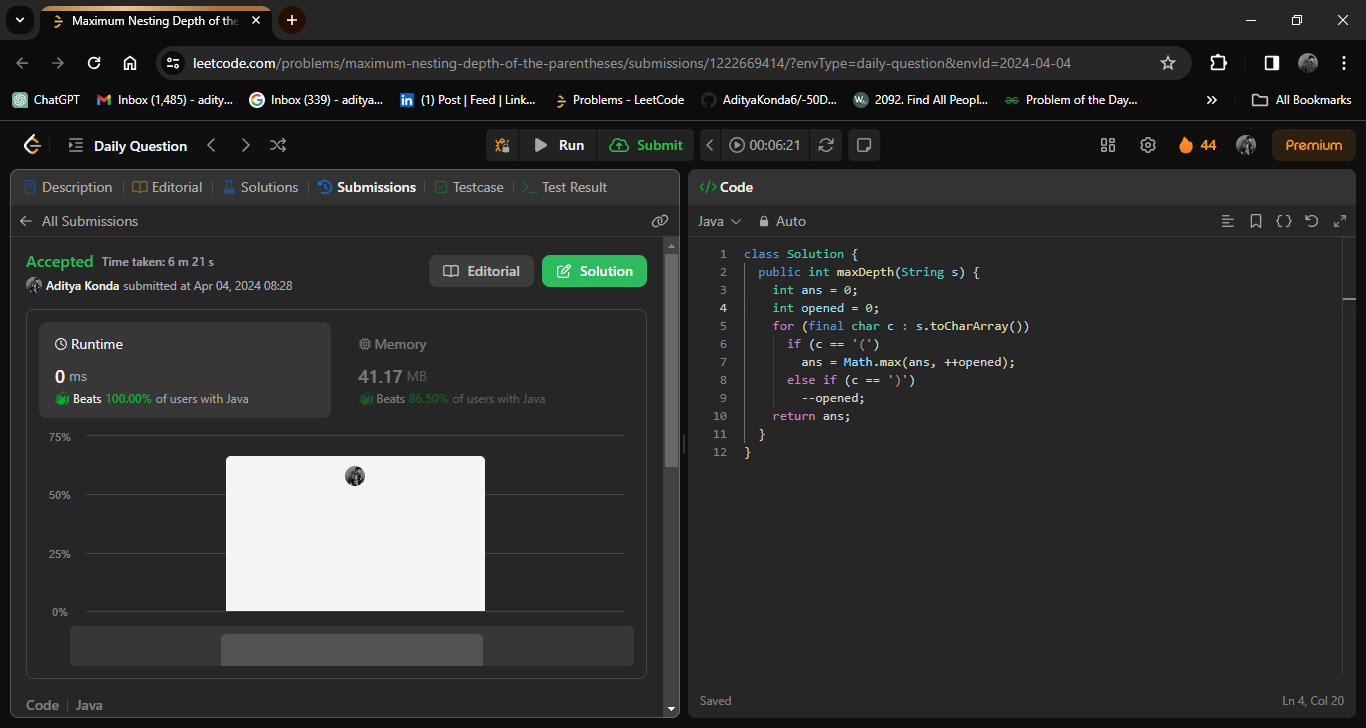 Maximum Nesting Depth of the
leetcode.com/problems/maximum-nesting-depth-of-the-parentheses/submissions/1222669414/?envType=daily-question&envId=2024-04-04
ChatGPT Inbox (1,485) - adity... Inbox (339) - aditya... (1) Post | Feed | Link... Problems - LeetCode AdityaKonda6/-50D... 2092. Find All Peopl... Problem of the Day... » All Bookmarks
Daily Question Run Submit 00:06:21 44 Premium
Description Editorial Solutions Submissions Testcase Test Result
All Submissions
Accepted Time taken: 6 m 21 s
Aditya Konda submitted at Apr 04, 2024 08:28
Editorial Solution
Runtime
0 ms
Beats 100.00% of users with Java
Memory
41.17 MB
Beats 86.50% of users with Java
75%
50%
25%
0%
Code | Java
</> Code
Java Auto
1 class Solution {
2 public int maxDepth(String s) {
3 int ans = 0;
4 int opened = 0;
5 for (final char c : s.toCharArray())
6 if (c == '(')
7 ans = Math.max(ans, ++opened);
8 else if (c == ')')
9 --opened;
10 return ans;
11 }
12 }
Saved Ln 4, Col 20